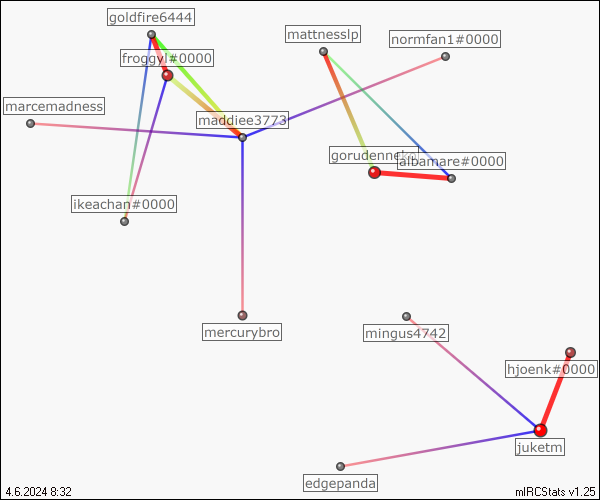 goldfire6444
mattnesslp
normfan1#0000
froggyl#0000
marcemadness
maddiee3773
albamare#0000
ikeachan#0000
mercurybro
mingus4742
hjoenk#0000
juketm
edgepanda
4.6.2024 8:32
mIRCStats v1.25